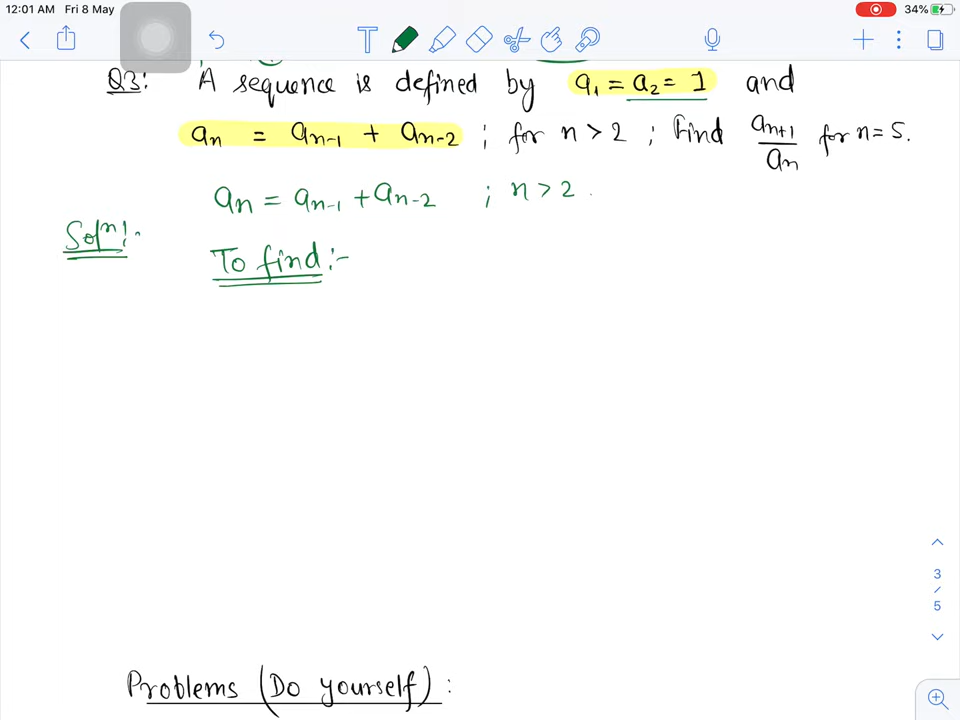 12:01 AM Fri 8 May
34%
Q3: A sequence is defined by a₁ = a₂ = 1 and
aₙ = aₙ₋₁ + aₙ₋₂ ; for n > 2 ; Find aₙ₊₁/aₙ for n = 5.
aₙ = aₙ₋₁ + aₙ₋₂ ; n > 2 .
Solⁿ:-
To find :-
3
/
5
Problems (Do yourself) :